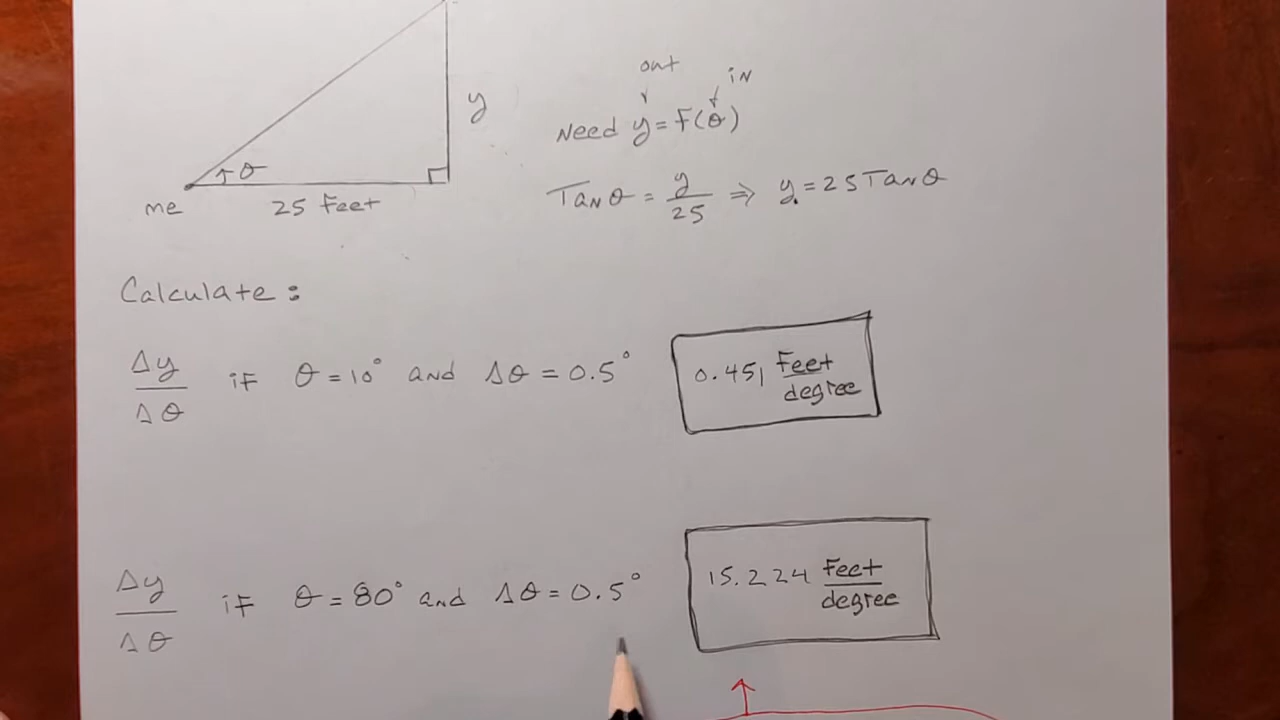 out
in
y
Need y = F(θ)
θ
Tan θ = y/25 ⇒ y = 25 Tan θ
me
25 Feet
Calculate:
Δy/Δθ if θ = 10° and Δθ = 0.5° 0.451 Feet/degree
Δy/Δθ if θ = 80° and Δθ = 0.5° 15.224 Feet/degree